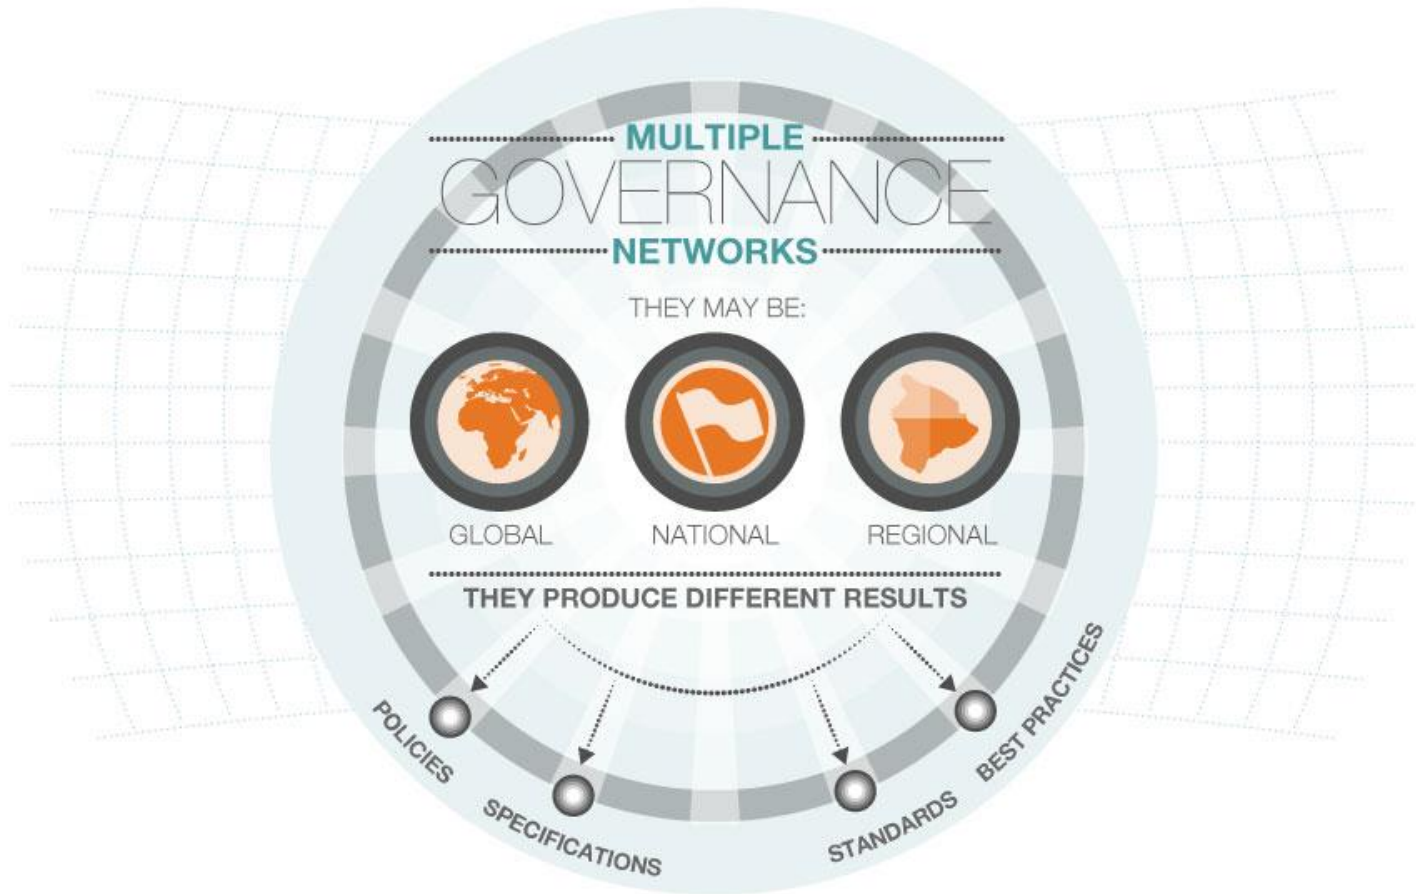 MULTIPLE
GOVERNANCE
NETWORKS
THEY MAY BE:
GLOBAL
NATIONAL
REGIONAL
THEY PRODUCE DIFFERENT RESULTS
POLICIES
SPECIFICATIONS
STANDARDS
BEST PRACTICES